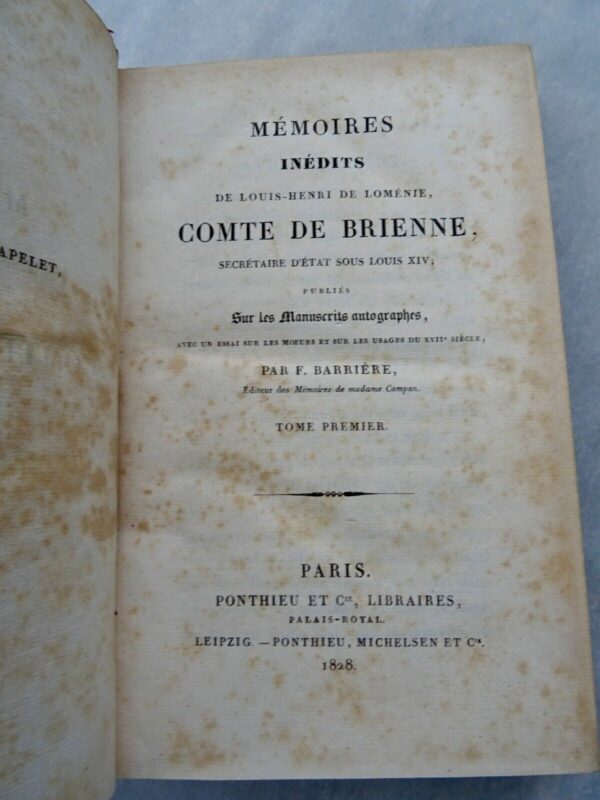 APELET,
MÉMOIRES
INÉDITS
DE LOUIS-HENRI DE LOMÉNIE,
COMTE DE BRIENNE,
SECRÉTAIRE D'ÉTAT SOUS LOUIS XIV;
PUBLIÉS
Sur les Manuscrits autographes,
AVEC UN ESSAI SUR LES MŒURS ET SUR LES USAGES DU XVIIe SIÈCLE;
PAR F. BARRIÈRE,
Éditeur des Mémoires de madame Campan.
TOME PREMIER.
PARIS.
PONTHIEU ET Cie, LIBRAIRES,
PALAIS-ROYAL.
LEIPZIG. — PONTHIEU, MICHELSEN ET Cie.
1828.